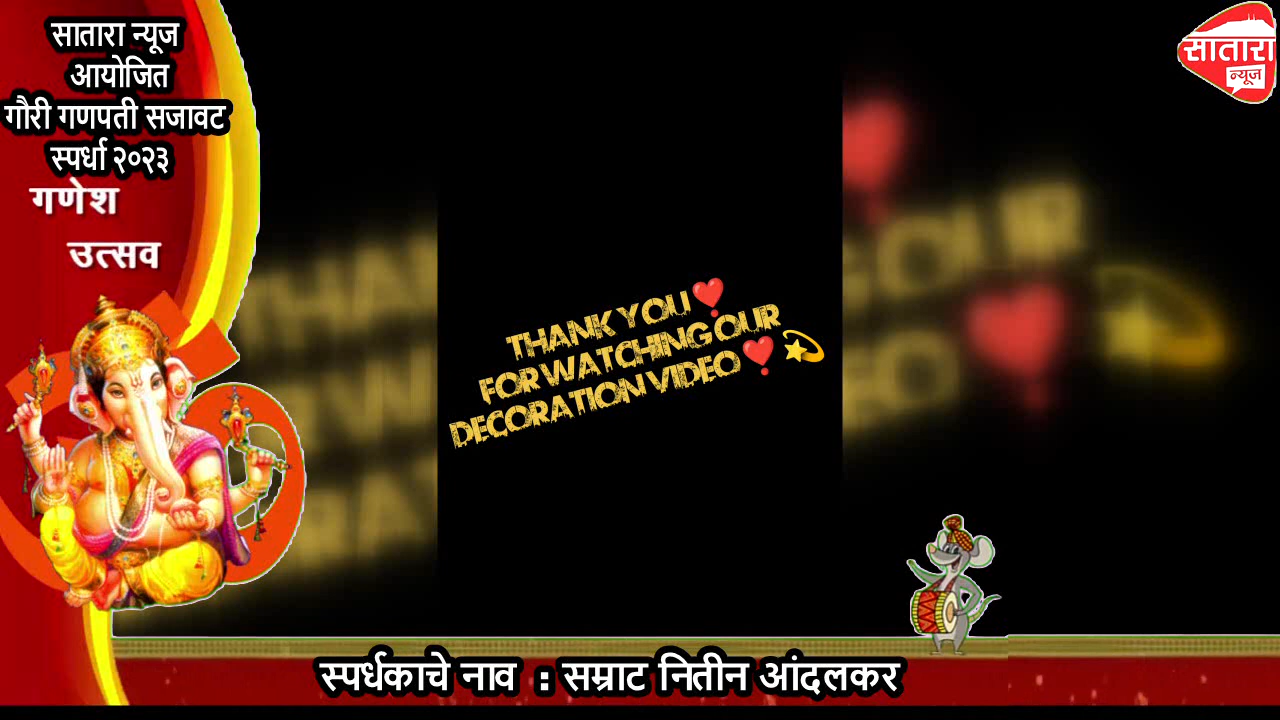 सातारा न्यूज
आयोजित
गौरी गणपती सजावट
स्पर्धा २०२३
गणेश
उत्सव
सातारा
न्यूज
THANK YOU❣️
FOR WATCHING OUR
DECORATION VIDEO❣️💫
स्पर्धकाचे नाव : सम्राट नितीन आंदलकर